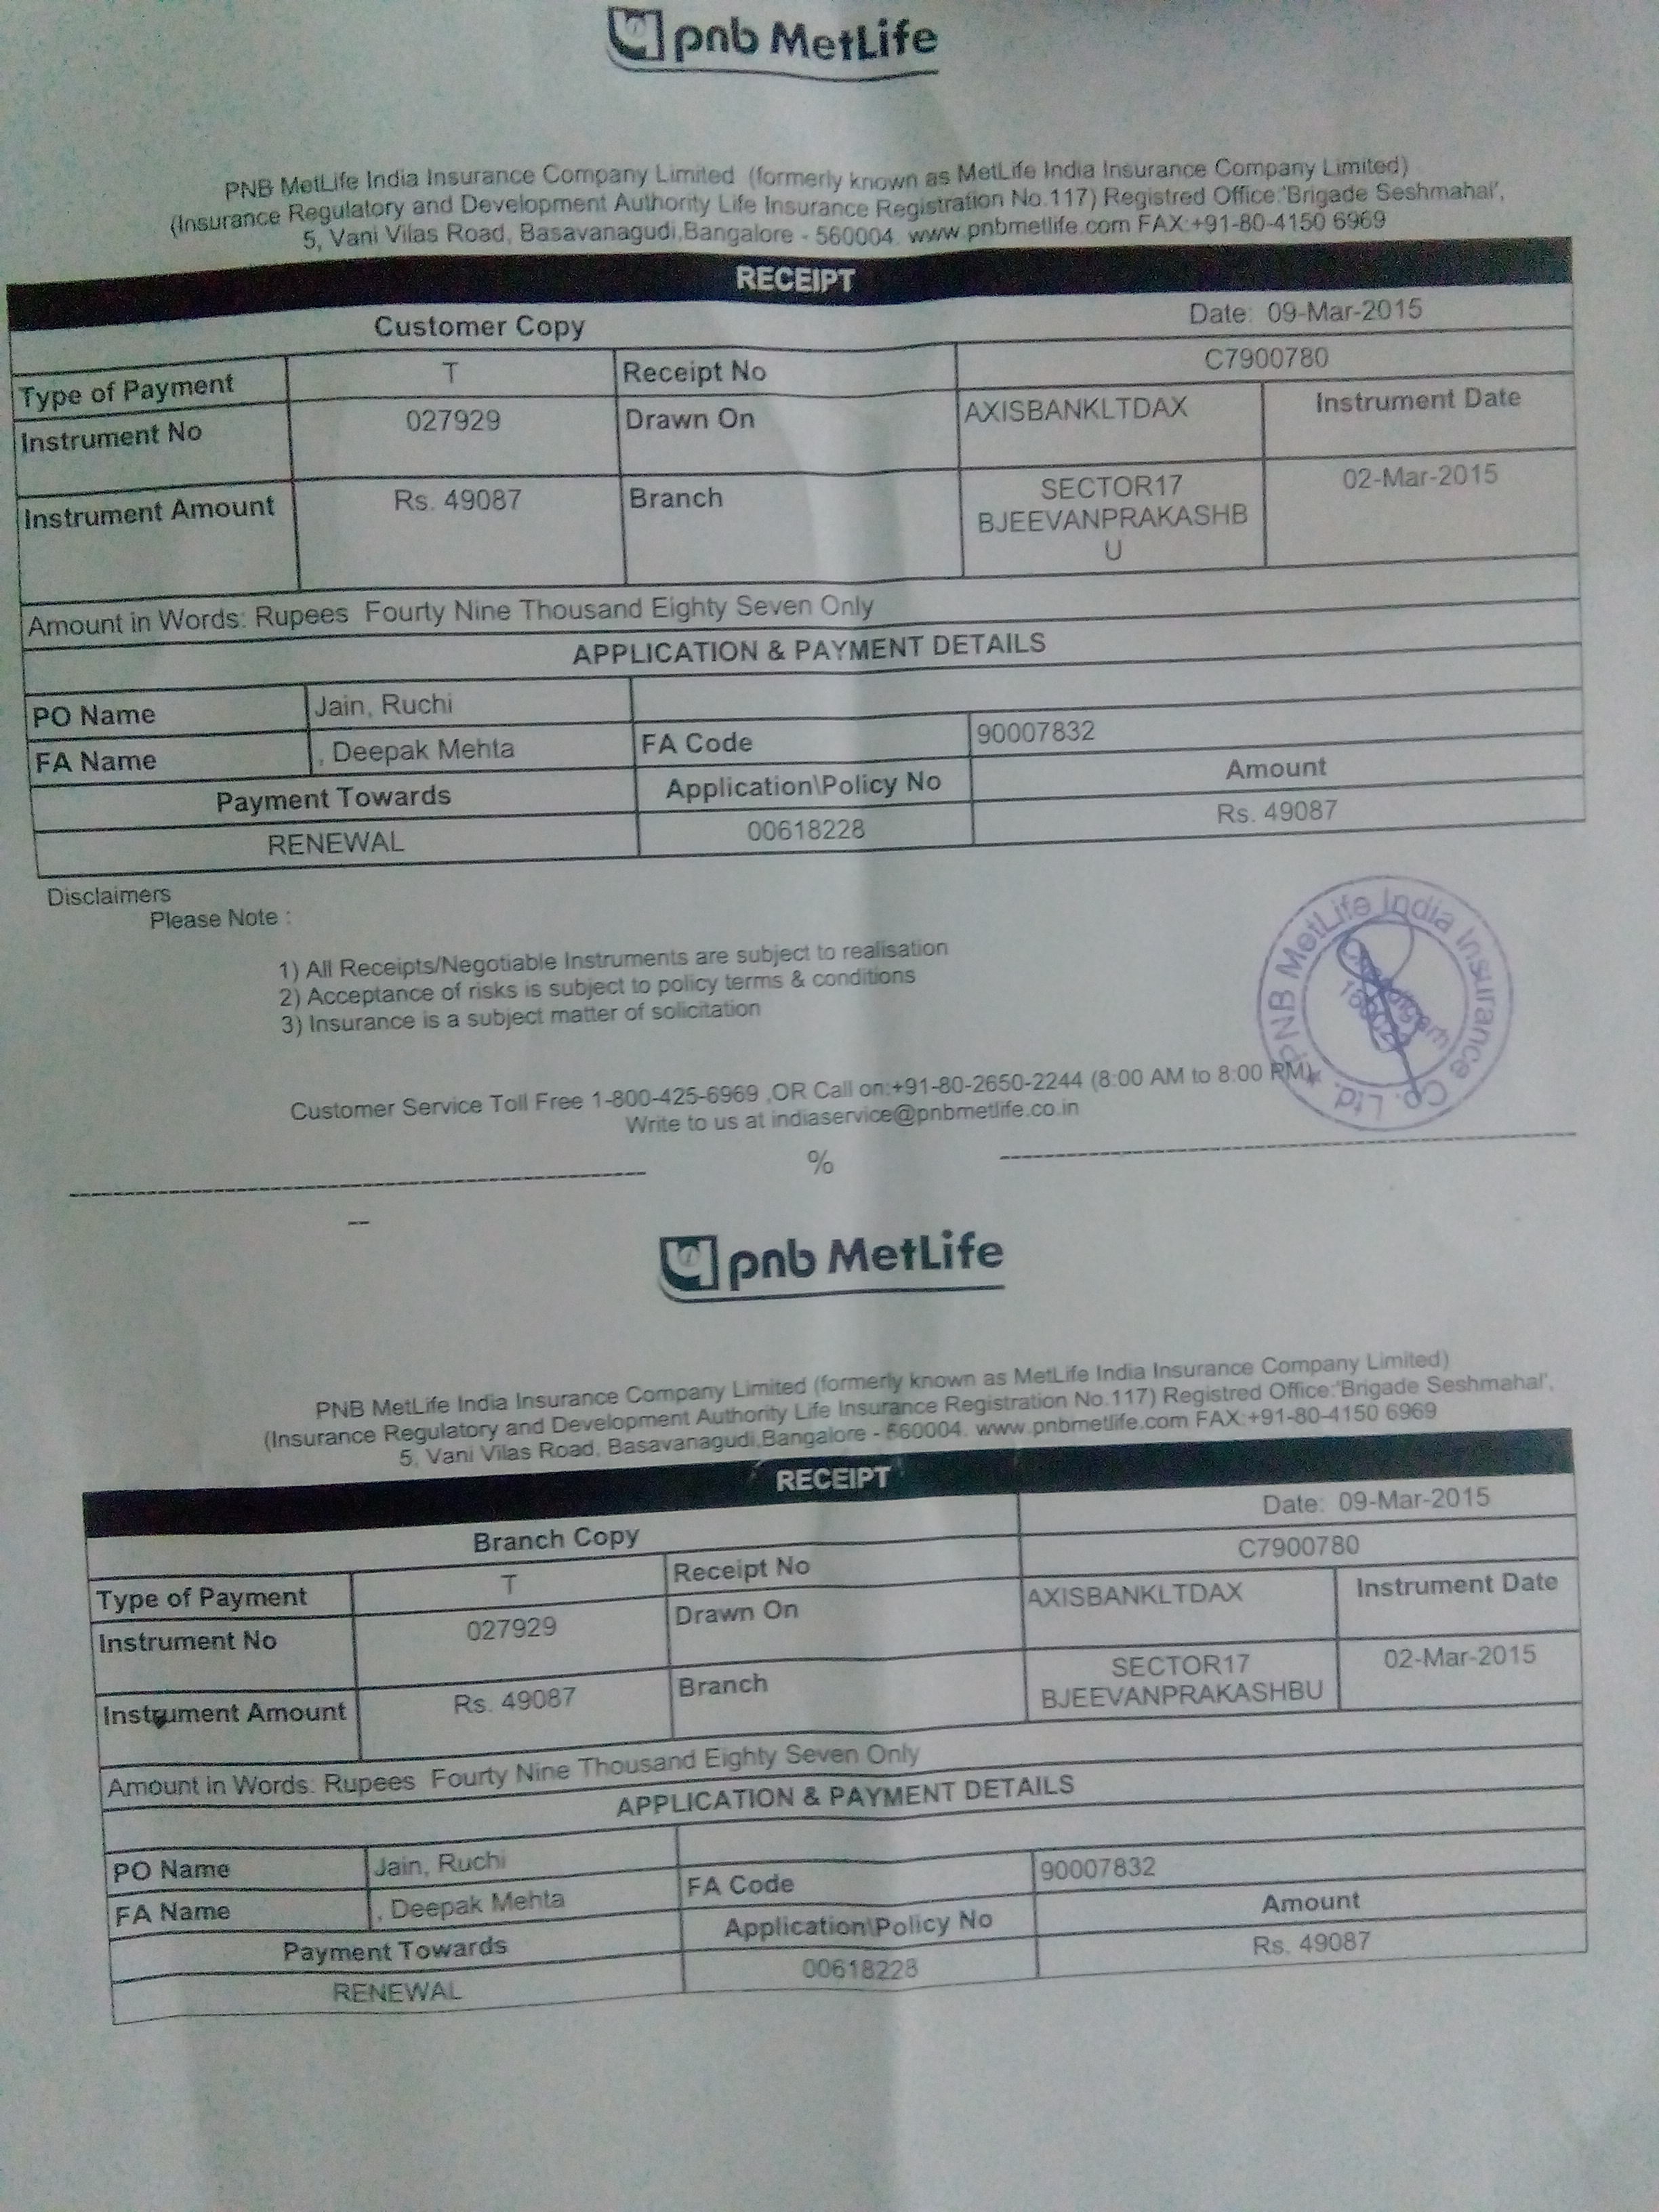 pnb MetLife
PNB MetLife India Insurance Company Limited (formerly known as MetLife India Insurance Company Limited)
(Insurance Regulatory and Development Authority Life Insurance Registration No.117) Registred Office:'Brigade Seshmahal',
5, Vani Vilas Road, Basavanagudi,Bangalore - 560004. www.pnbmetlife.com FAX:+91-80-4150 6969
RECEIPT
Customer Copy Date: 09-Mar-2015
Type of Payment T Receipt No C7900780
Instrument No 027929 Drawn On AXISBANKLTDAX Instrument Date
Instrument Amount Rs. 49087 Branch SECTOR17 02-Mar-2015
BJEEVANPRAKASHB
U
Amount in Words: Rupees Fourty Nine Thousand Eighty Seven Only
APPLICATION & PAYMENT DETAILS
PO Name Jain, Ruchi
FA Name , Deepak Mehta FA Code 90007832
Payment Towards Application\Policy No Amount
RENEWAL 00618228 Rs. 49087
Disclaimers
Please Note :
1) All Receipts/Negotiable Instruments are subject to realisation
2) Acceptance of risks is subject to policy terms & conditions
3) Insurance is a subject matter of solicitation
PNB MetLife India Insurance Co. Ltd.
Customer Service Toll Free 1-800-425-6969 ,OR Call on:+91-80-2650-2244 (8:00 AM to 8:00 PM)
Write to us at indiaservice@pnbmetlife.co.in
%
pnb MetLife
PNB MetLife India Insurance Company Limited (formerly known as MetLife India Insurance Company Limited)
(Insurance Regulatory and Development Authority Life Insurance Registration No.117) Registred Office:'Brigade Seshmahal',
5, Vani Vilas Road, Basavanagudi,Bangalore - 560004. www.pnbmetlife.com FAX:+91-80-4150 6969
RECEIPT
Branch Copy Date: 09-Mar-2015
Type of Payment T Receipt No C7900780
Instrument No 027929 Drawn On AXISBANKLTDAX Instrument Date
Instrument Amount Rs. 49087 Branch SECTOR17 02-Mar-2015
BJEEVANPRAKASHBU
Amount in Words: Rupees Fourty Nine Thousand Eighty Seven Only
APPLICATION & PAYMENT DETAILS
PO Name Jain, Ruchi
FA Name , Deepak Mehta FA Code 90007832
Payment Towards Application\Policy No Amount
RENEWAL 00618228 Rs. 49087